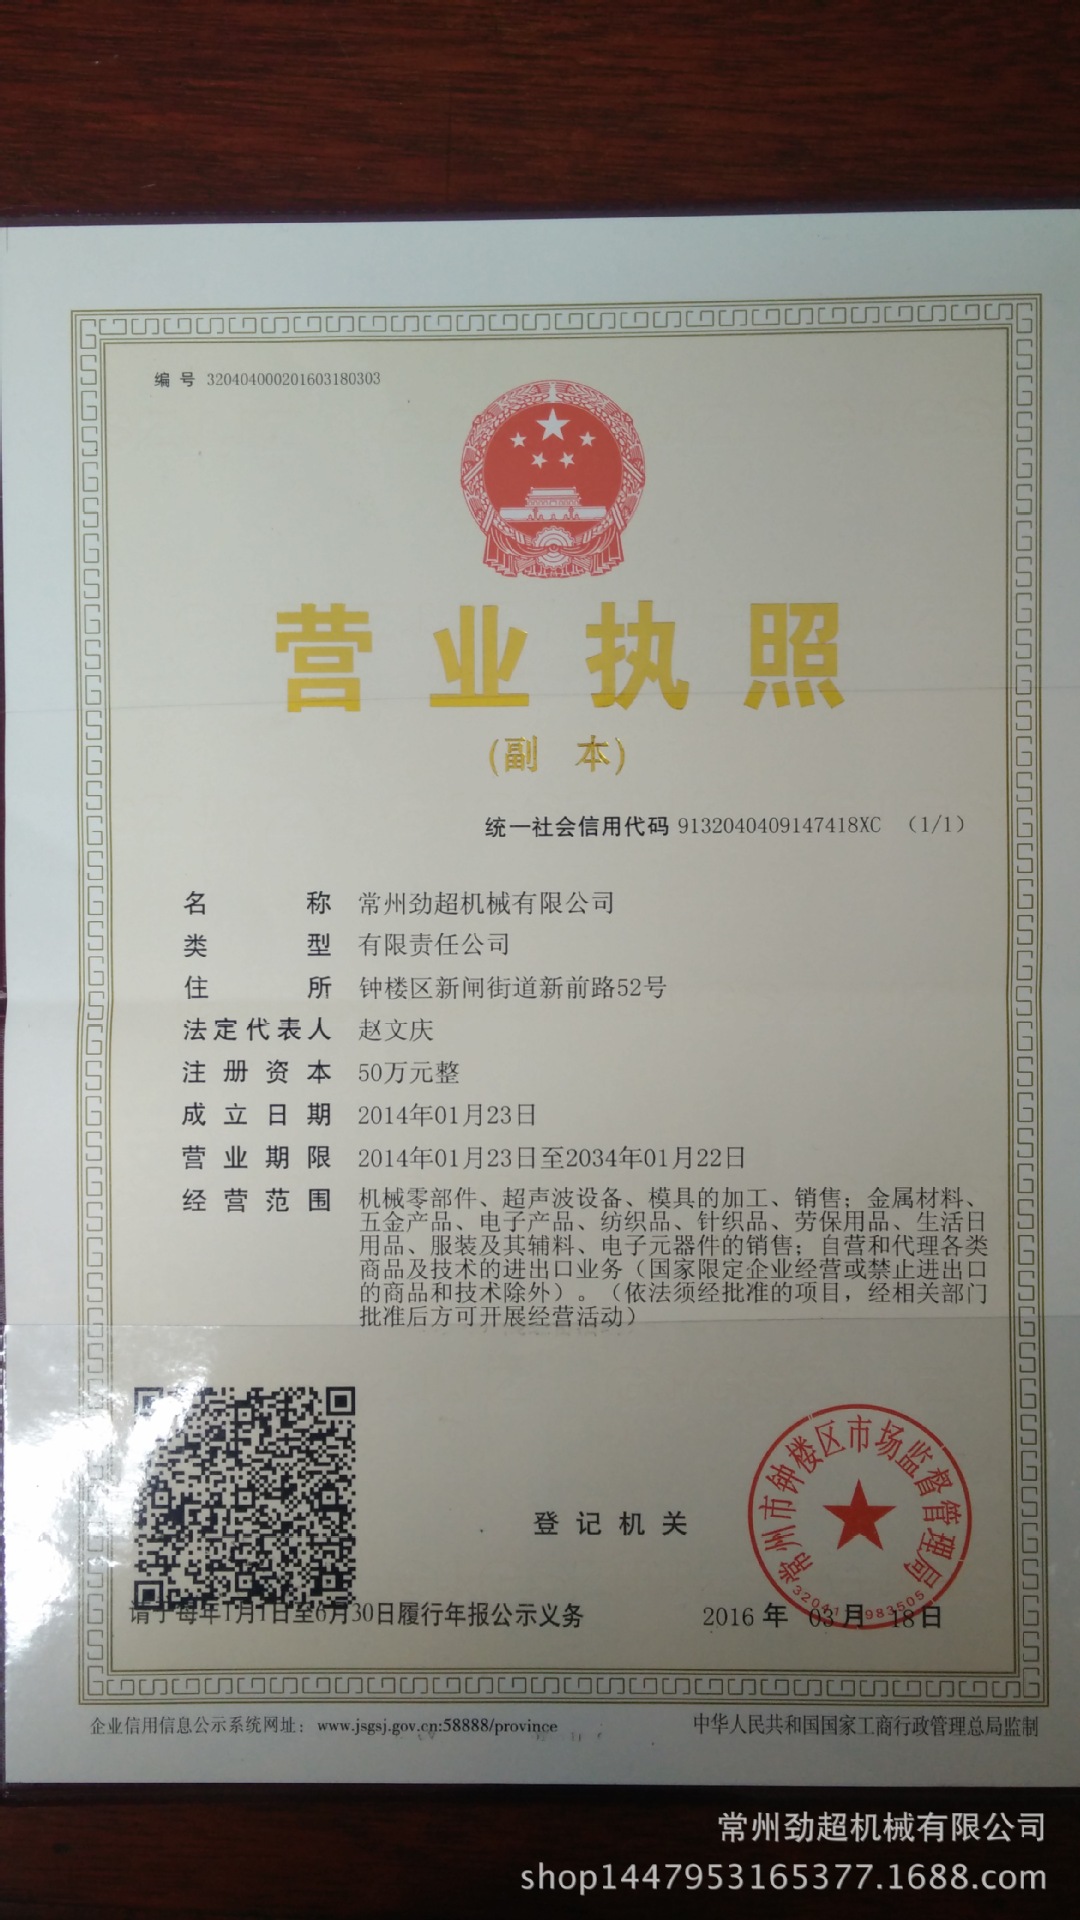 编 号 320404000201603180303
营业执照
(副 本)
统一社会信用代码 9132040409147418XC （1/1）
名 称 常州劲超机械有限公司
类 型 有限责任公司
住 所 钟楼区新闸街道新前路52号
法定代表人 赵文庆
注册资本 50万元整
成立日期 2014年01月23日
营业期限 2014年01月23日至2034年01月22日
经营范围 机械零部件、超声波设备、模具的加工、销售；金属材料、
五金产品、电子产品、纺织品、针织品、劳保用品、生活日
用品、服装及其辅料、电子元器件的销售；自营和代理各类
商品及技术的进出口业务（国家限定企业经营或禁止进出口
的商品和技术除外）。（依法须经批准的项目，经相关部门
批准后方可开展经营活动）
登记机关
常州市钟楼区市场监督管理局
请于每年1月1日至6月30日履行年报公示义务
2016 年 03 月 18 日
企业信用信息公示系统网址：www.jsgsj.gov.cn:58888/province
中华人民共和国国家工商行政管理总局监制
常州劲超机械有限公司
shop1447953165377.1688.com